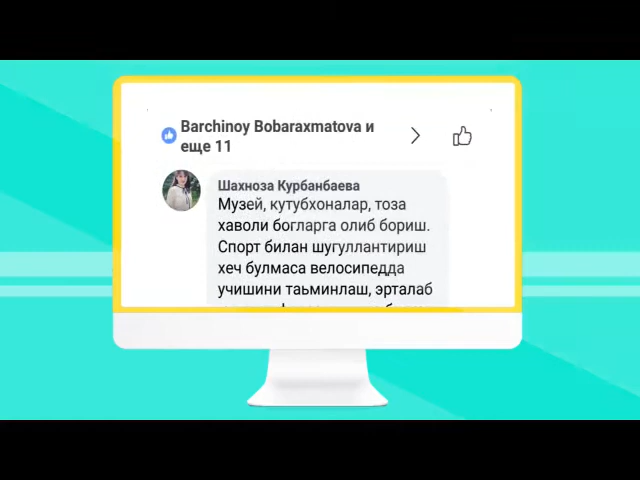 Barchinoy Bobaraxmatova и
еще 11
Шахноза Курбанбаева
Музей, кутубхоналар, тоза
хаволи богларга олиб бориш.
Спорт билан шугуллантириш
хеч булмаса велосипедда
учишини таьминлаш, эрталаб